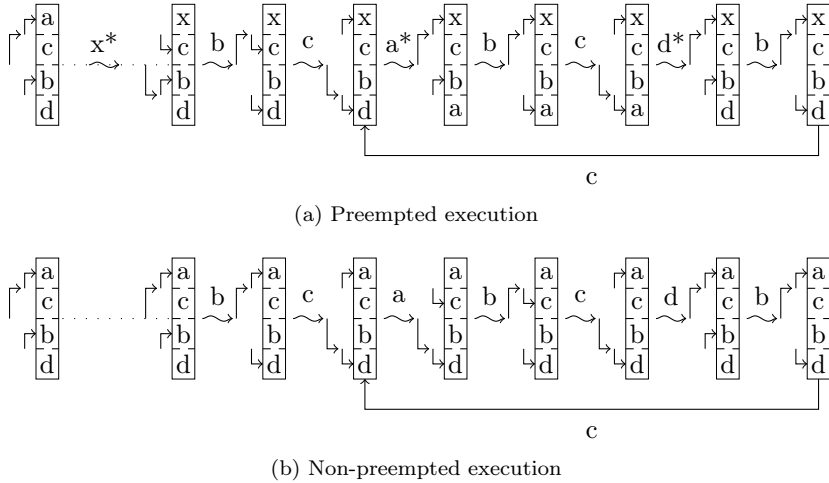 a x x x x x x x
x* b c a* b c d* b
c c c c c c c c
b b b b b b b b
d d d d a a a d d
c
(a) Preempted execution
a a a a a a a a
b c a b c d b
c c c c c c c c
b b b b b b b b
d d d d d d d d
c
(b) Non-preempted execution